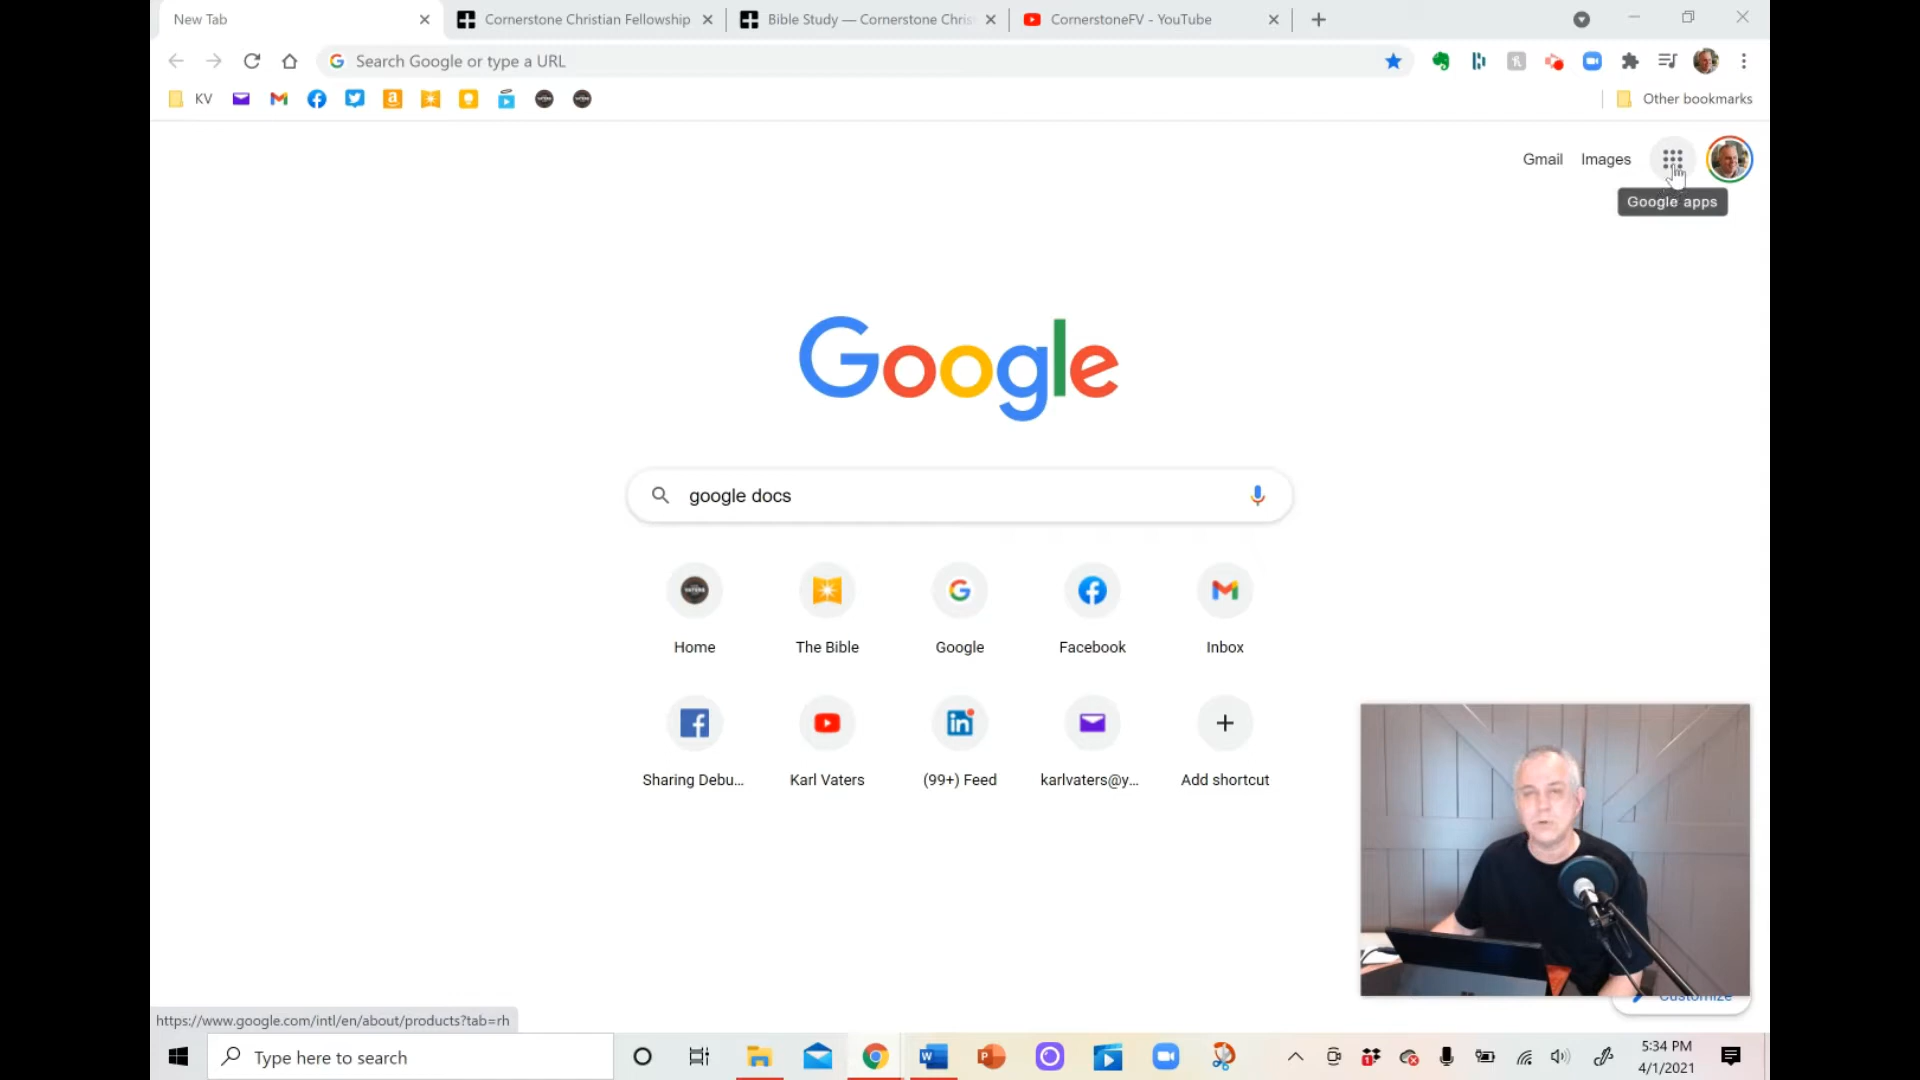 New Tab
Cornerstone Christian Fellowship
Bible Study — Cornerstone Chris
CornerstoneFV - YouTube
Search Google or type a URL
KV
Other bookmarks
Gmail
Images
Google apps
Google
google docs
Home
The Bible
Google
Facebook
Inbox
Sharing Debu...
Karl Vaters
(99+) Feed
karlvaters@y...
Add shortcut
Customize
https://www.google.com/intl/en/about/products?tab=rh
Type here to search
5:34 PM
4/1/2021